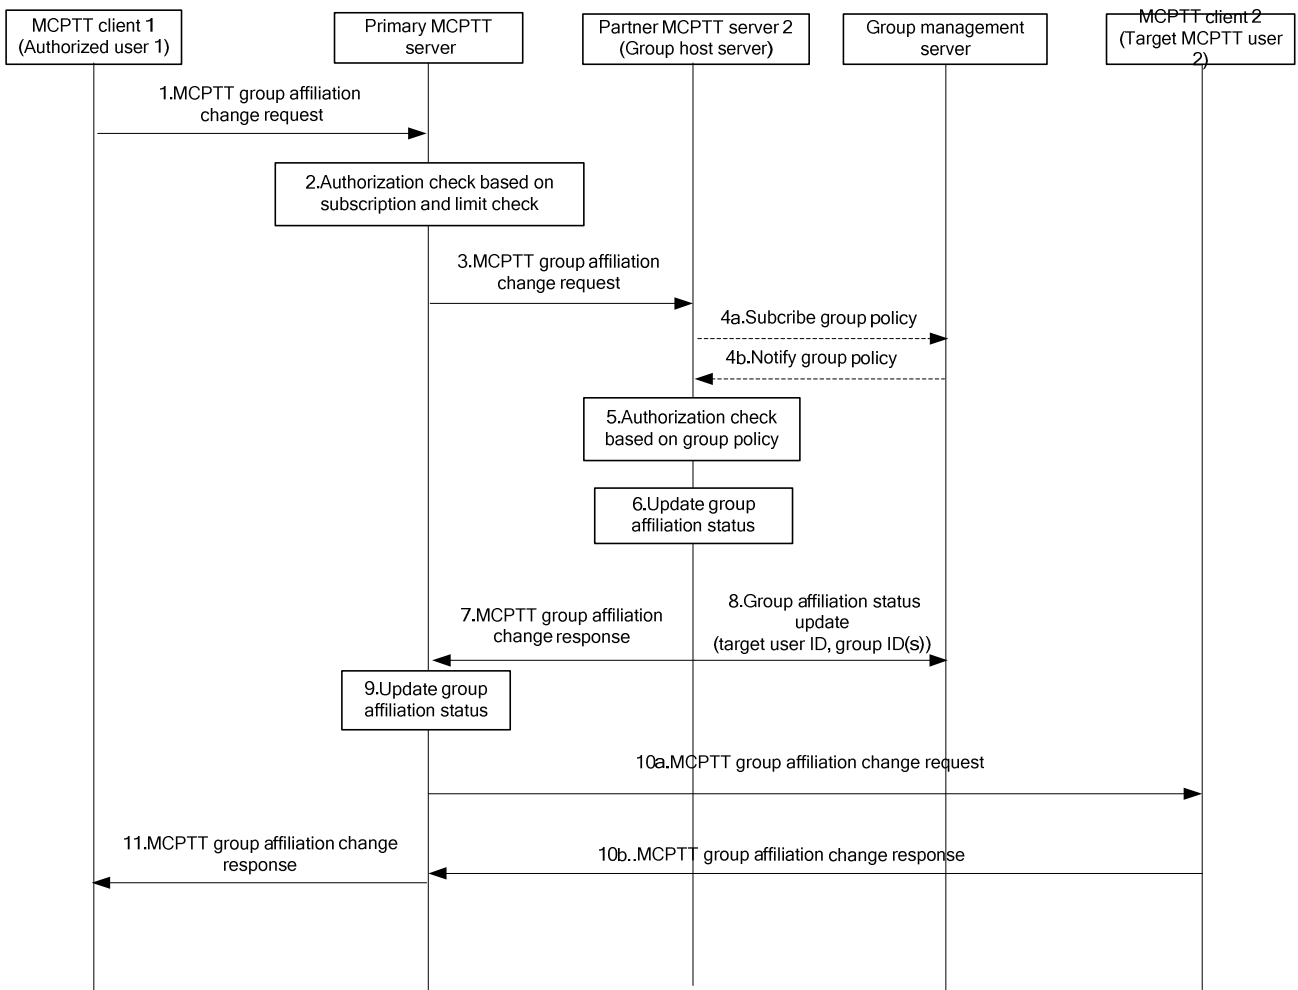 MCPTT client 1
(Authorized user 1)
Primary MCPTT
server
Partner MCPTT server 2
(Group host server)
Group management
server
MCPTT client 2
(Target MCPTT user
2)
1.MCPTT group affiliation
change request
2.Authorization check based on
subscription and limit check
3.MCPTT group affiliation
change request
4a.Subcribe group policy
4b.Notify group policy
5.Authorization check
based on group policy
6.Update group
affiliation status
7.MCPTT group affiliation
change response
8.Group affiliation status
update
(target user ID, group ID(s))
9.Update group
affiliation status
10a.MCPTT group affiliation change request
10b..MCPTT group affiliation change response
11.MCPTT group affiliation change
response